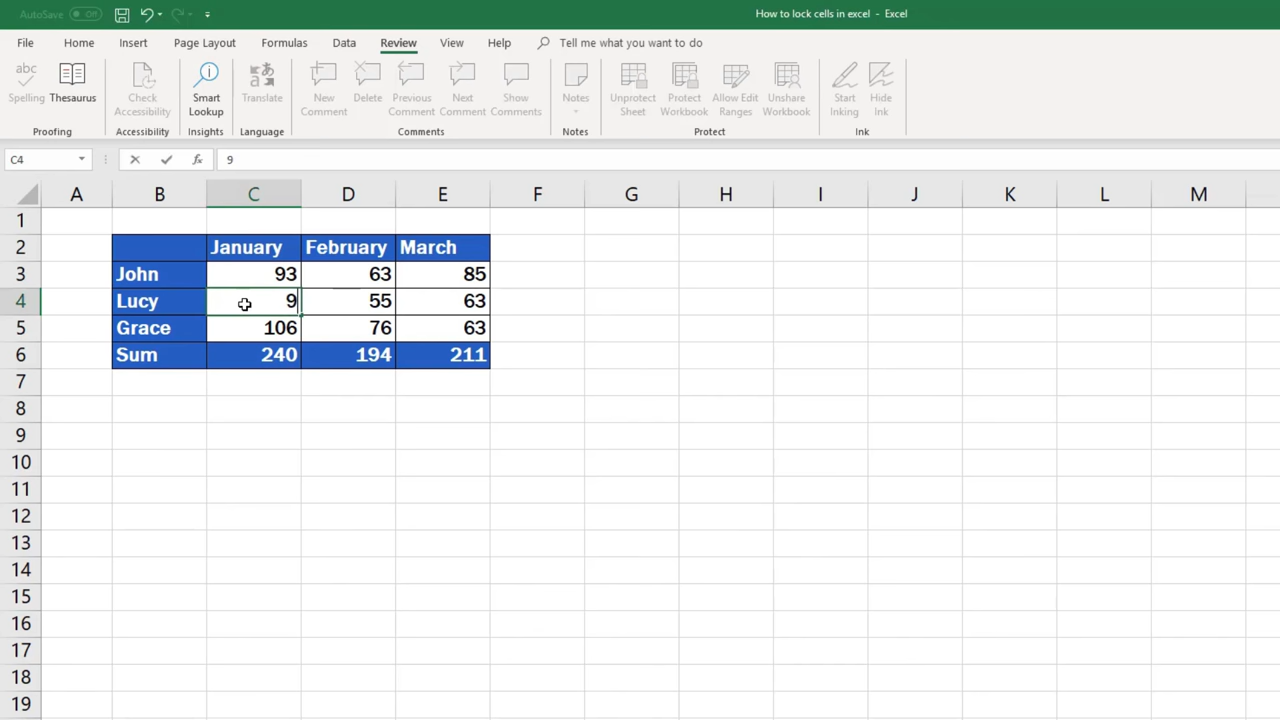 AutoSave Off How to lock cells in excel - Excel
File Home Insert Page Layout Formulas Data Review View Help Tell me what you want to do
abc
Spelling Thesaurus Check Accessibility Smart Lookup Translate New Comment Delete Previous Comment Next Comment Show Comments Notes Unprotect Sheet Protect Workbook Allow Edit Ranges Unshare Workbook Start Inking Hide Ink
Proofing Accessibility Insights Language Comments Notes Protect Ink
C4 fx 9
A B C D E F G H I J K L M
1
2 January February March
3 John 93 63 85
4 Lucy 9 55 63
5 Grace 106 76 63
6 Sum 240 194 211
7
8
9
10
11
12
13
14
15
16
17
18
19